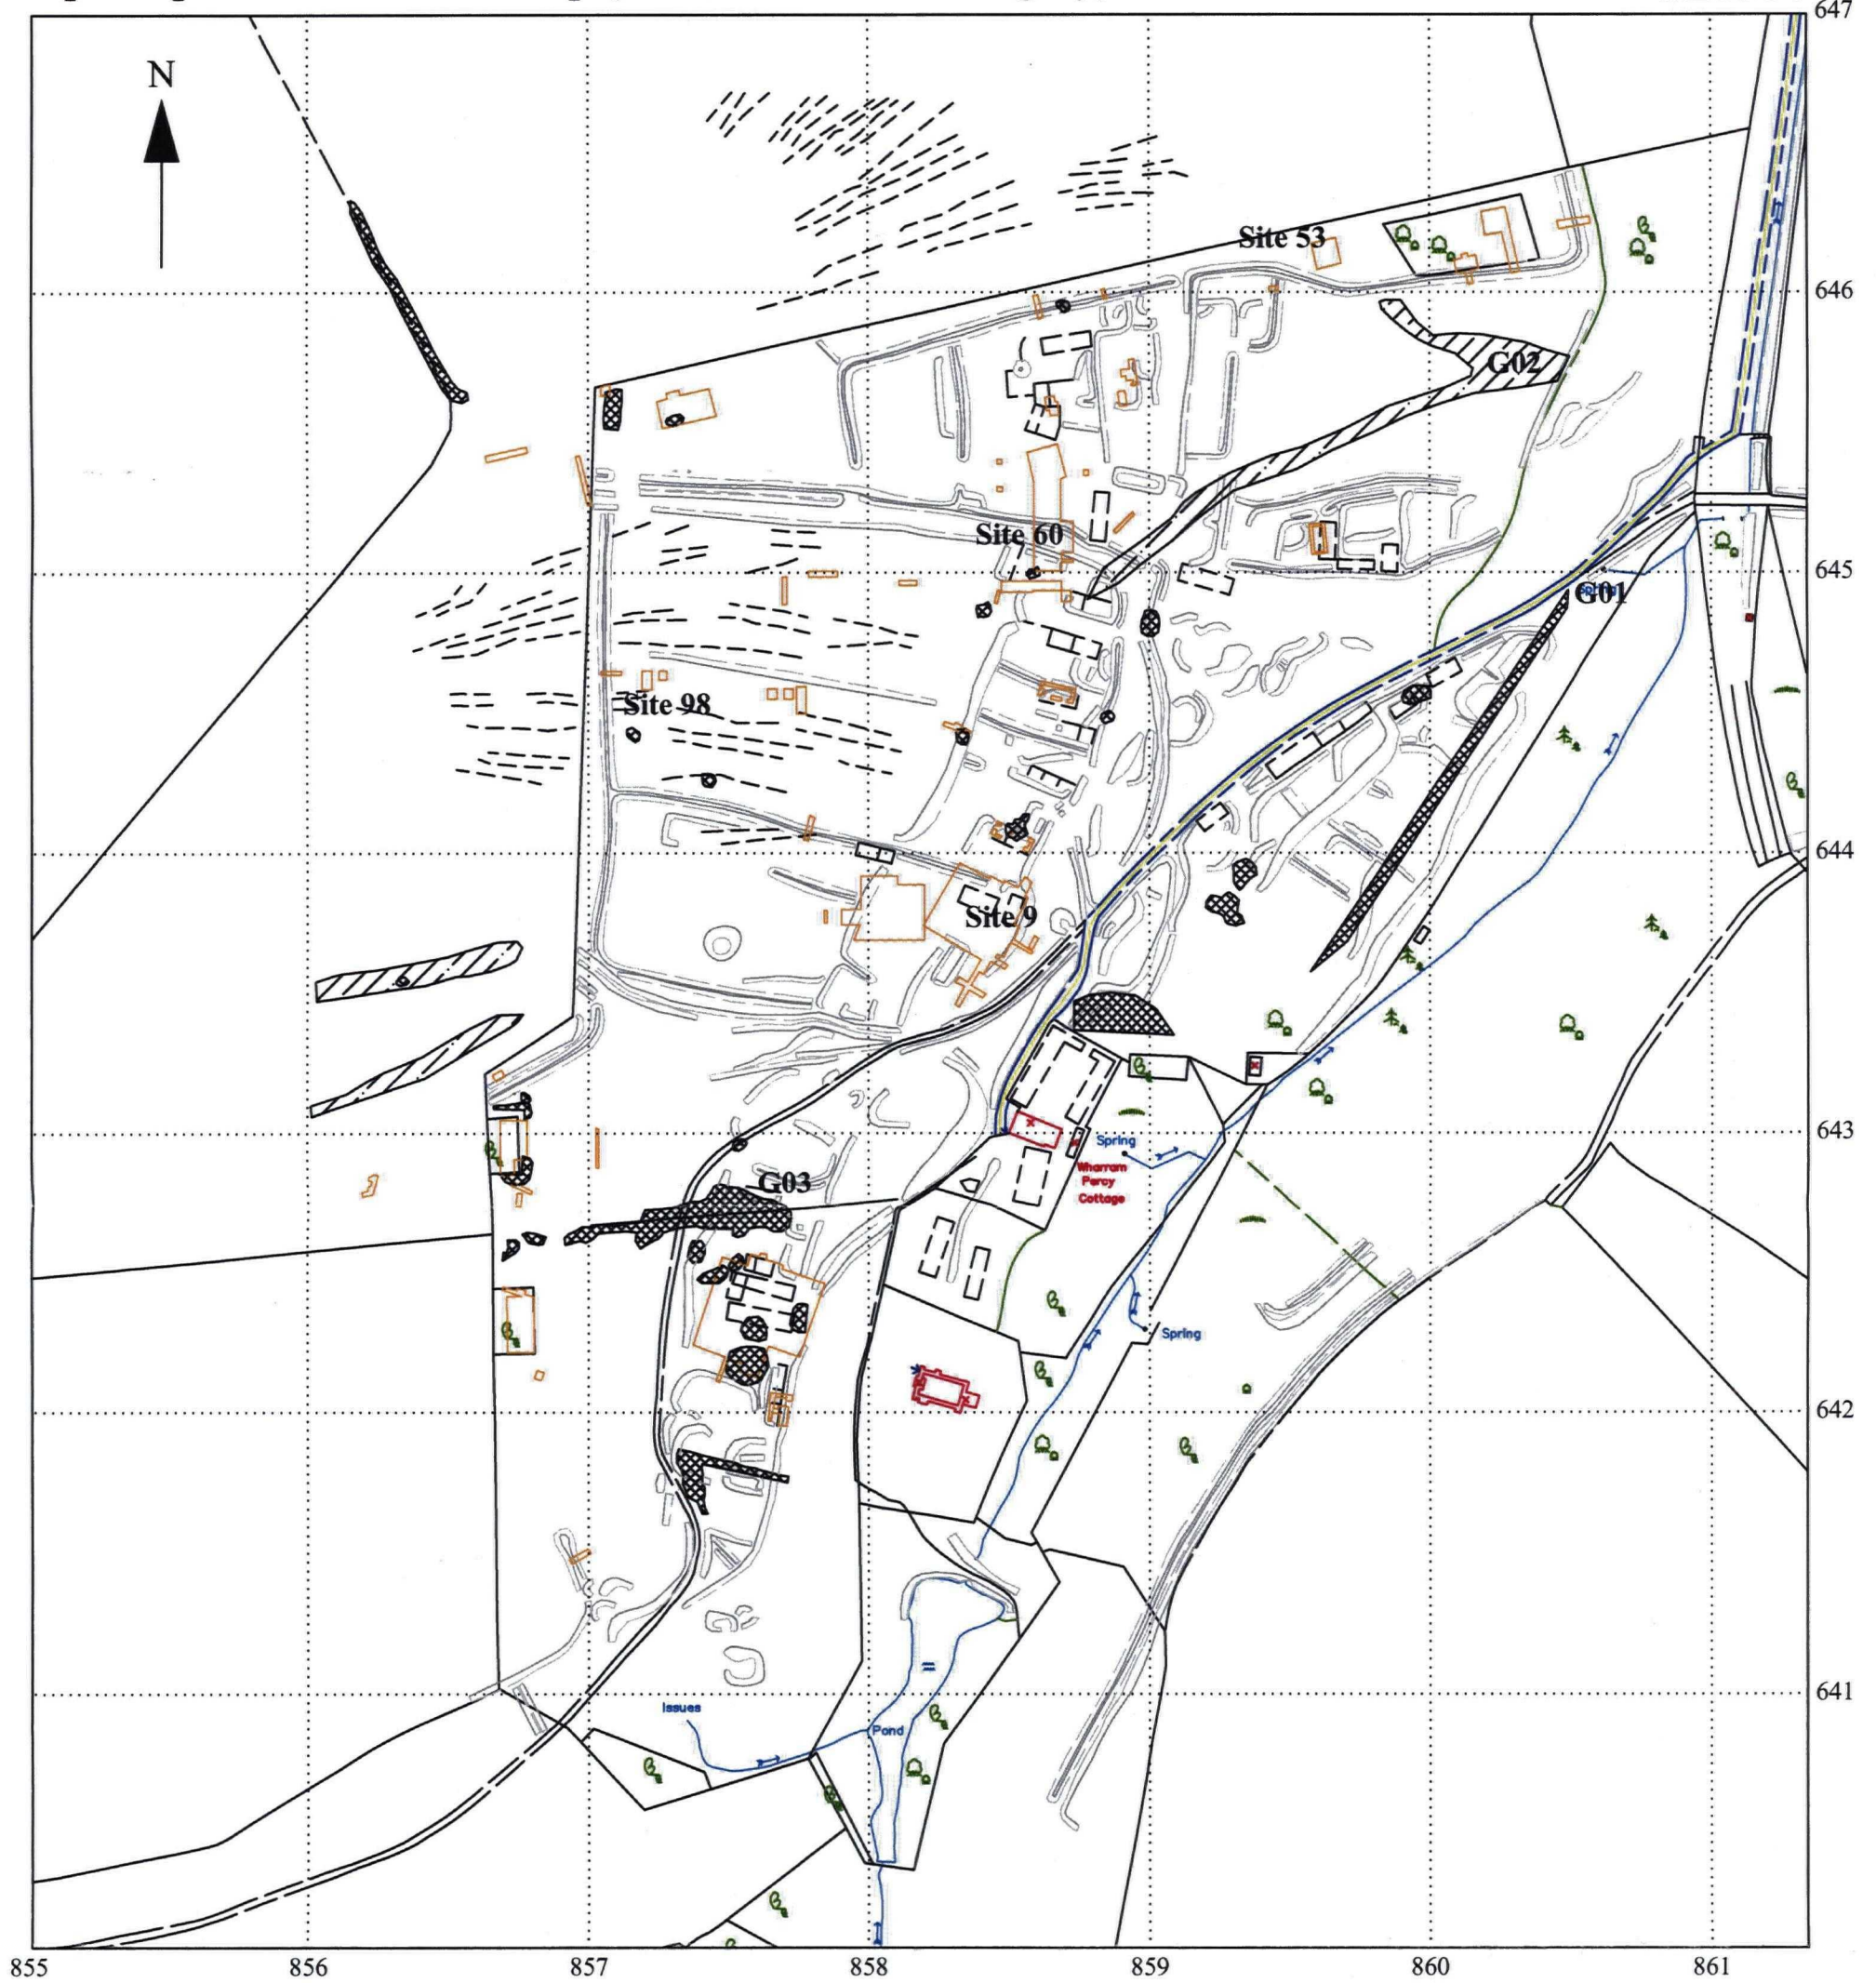 647
N
Site 53
646
G02
Site 60
645
Spring
G01
Site 98
644
Site 9
643
Spring
Wharram
Percy
Cottage
G03
Spring
642
641
Issues
Pond
855
856
857
858
859
860
861